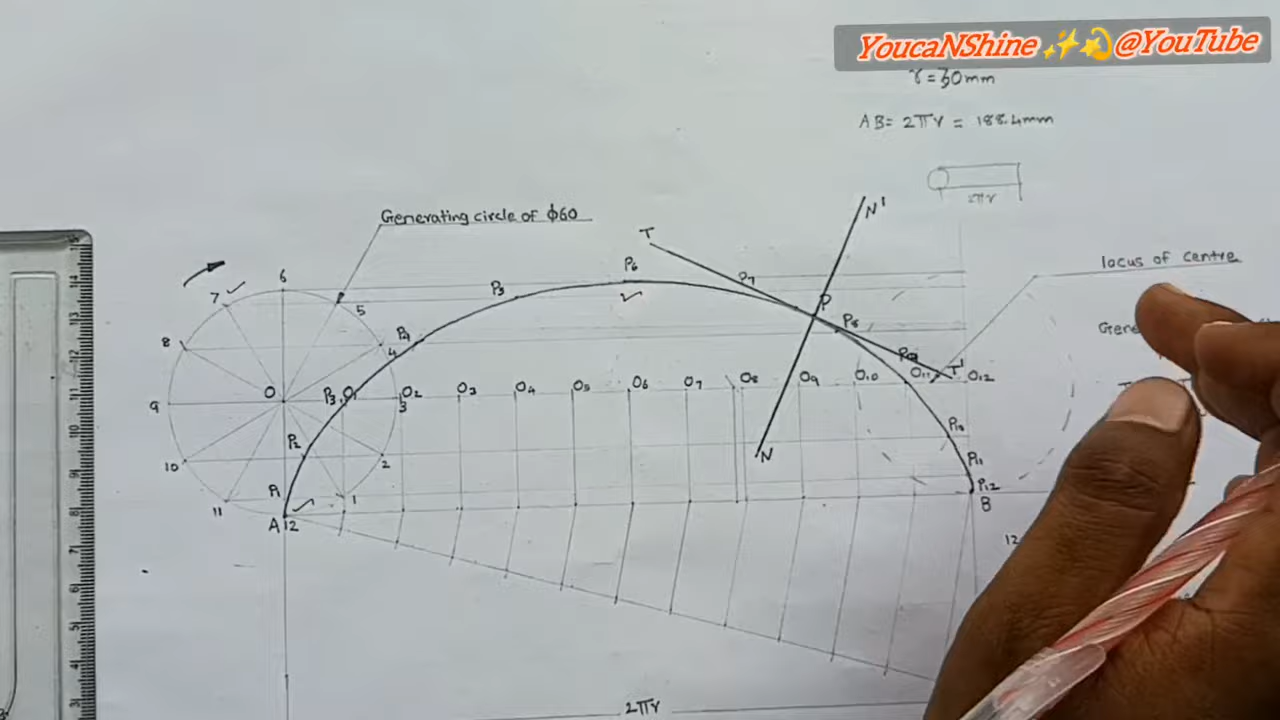 YoucaNShine @YouTube
r = 30mm
AB = 2πr = 188.4mm
2πr
Generating circle of ϕ60
N'
T
locus of centre
P6
6
P7
7
P5
5
P
P8
P4
8
4
P9
T'
O
P3
O1
O2
O3
O4
O5
O6
O7
O8
O9
O10
O11
O12
9
3
P10
P2
N
10
2
P11
P1
1
P12
11
A
12
B
12
2πr